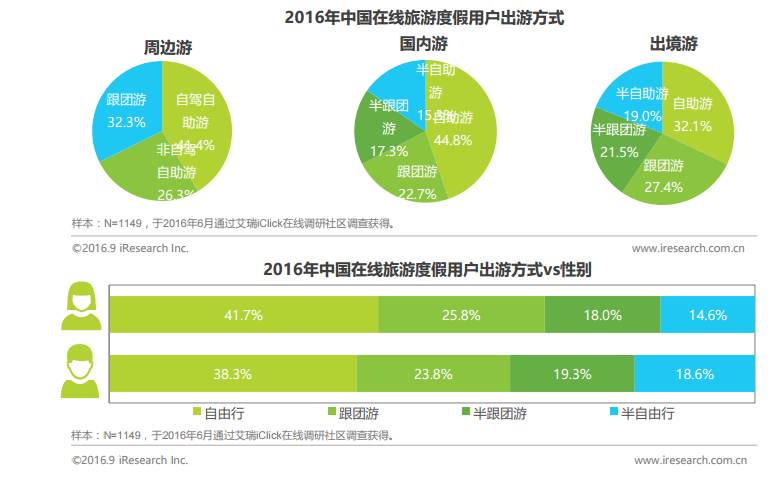 2016年中国在线旅游度假用户出游方式
周边游
国内游
出境游
跟团游
32.3%
自驾自
助游
41.4%
非自驾
自助游
26.3%
半自助
游
15.2%
自助游
44.8%
半跟团
游
17.3%
跟团游
22.7%
半自助游
19.0%
自助游
32.1%
半跟团游
21.5%
跟团游
27.4%
样本：N=1149，于2016年6月通过艾瑞iClick在线调研社区调查获得。
©2016.9 iResearch Inc.
www.iresearch.com.cn
2016年中国在线旅游度假用户出游方式vs性别
41.7%
25.8%
18.0%
14.6%
38.3%
23.8%
19.3%
18.6%
自由行
跟团游
半跟团游
半自由行
样本：N=1149，于2016年6月通过艾瑞iClick在线调研社区调查获得。
©2016.9 iResearch Inc.
www.iresearch.com.cn